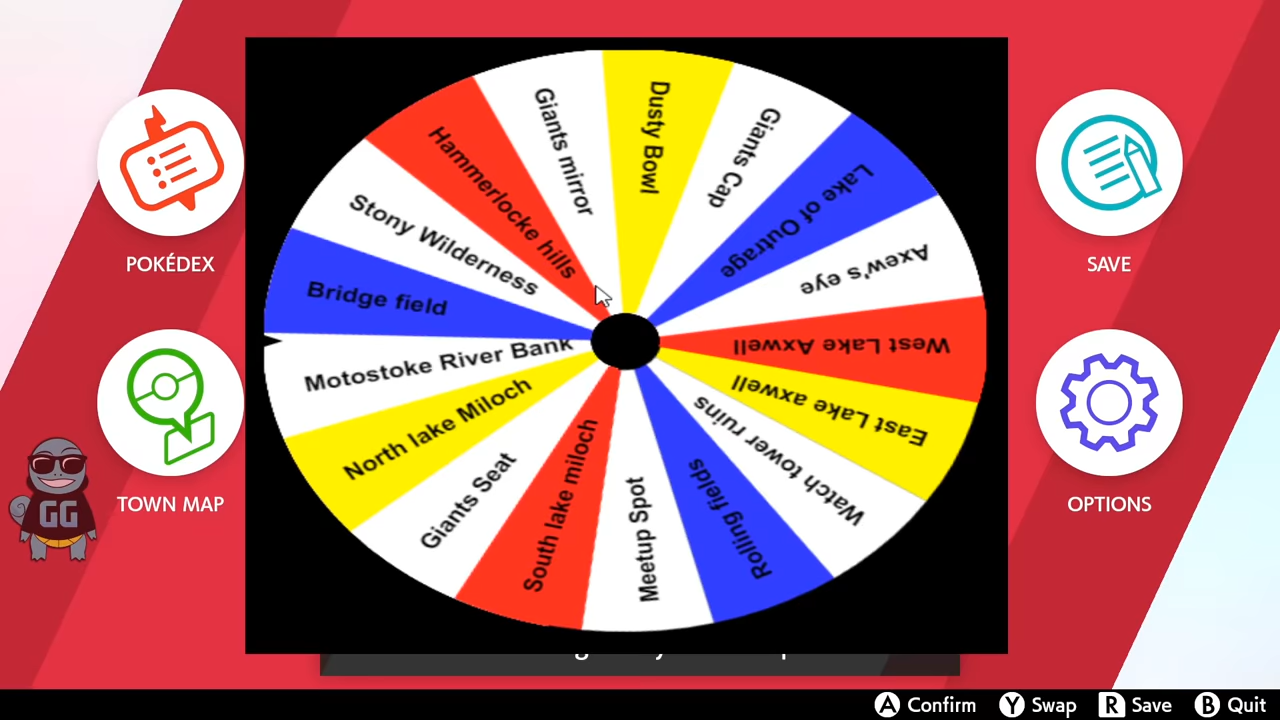 POKÉDEX
TOWN MAP
GG
Giants mirror
Dusty Bowl
Giants Cap
Lake of Outrage
Axew's eye
West Lake Axwell
East Lake axwell
Watch tower ruins
Rolling fields
Meetup Spot
South lake miloch
Giants Seat
North lake Miloch
Motostoke River Bank
Bridge field
Stony Wilderness
Hammerlocke hills
SAVE
OPTIONS
A Confirm
Y Swap
R Save
B Quit